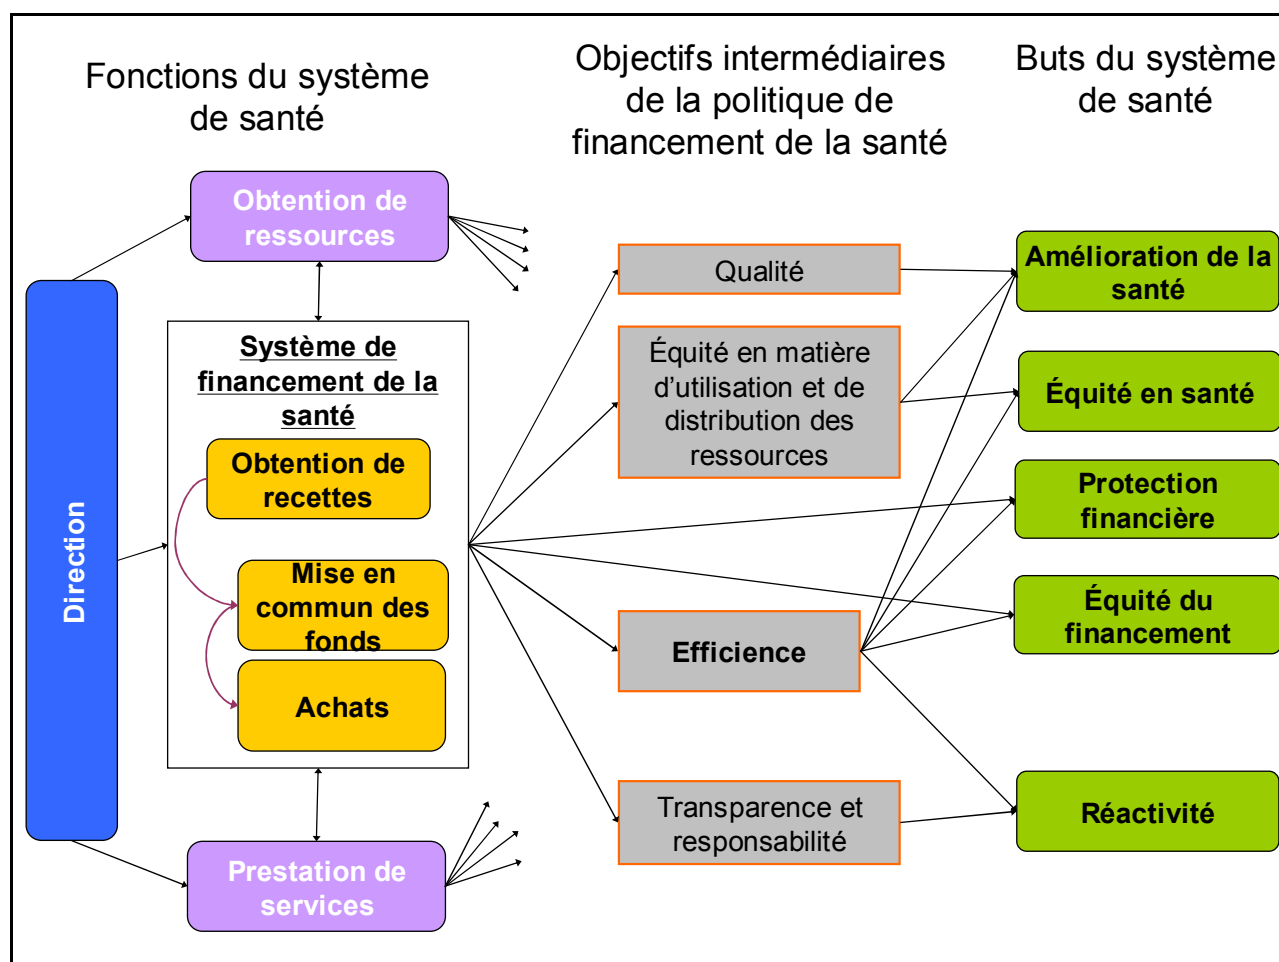 Fonctions du système
de santé
Objectifs intermédiaires
de la politique de
financement de la santé
Buts du système
de santé
Direction
Obtention de
ressources
Système de
financement de la
santé
Obtention de
recettes
Mise en
commun des
fonds
Achats
Prestation de
services
Qualité
Équité en matière
d’utilisation et de
distribution des
ressources
Efficience
Transparence et
responsabilité
Amélioration de la
santé
Équité en santé
Protection
financière
Équité du
financement
Réactivité